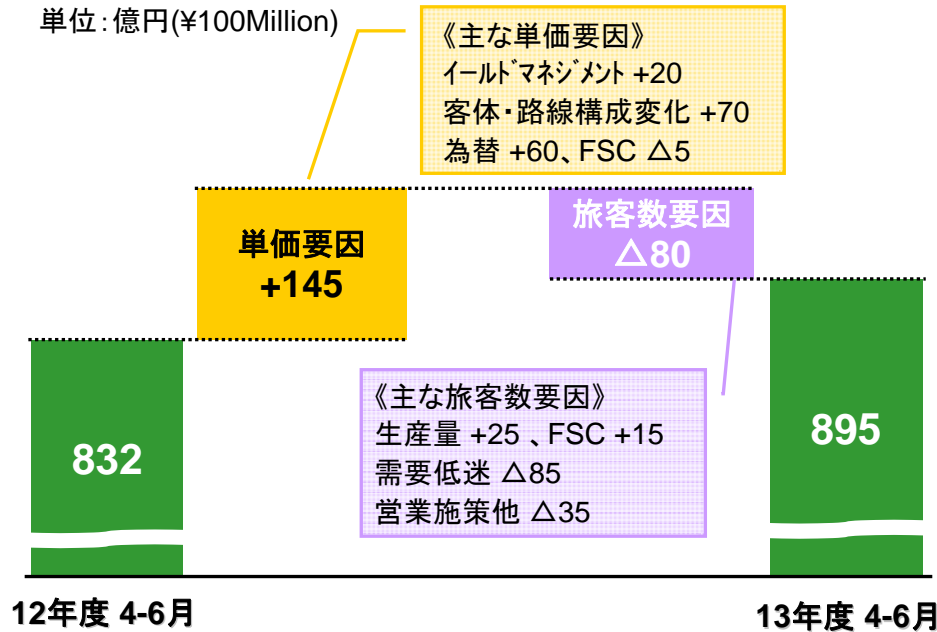 単位：億円(¥100Million)
《主な単価要因》
ｲｰﾙﾄﾞﾏﾈｼﾞﾒﾝﾄ +20
客体・路線構成変化 +70
為替 +60、FSC △5
単価要因
+145
旅客数要因
△80
《主な旅客数要因》
生産量 +25 、FSC +15
需要低迷 △85
営業施策他 △35
832
895
12年度 4-6月
13年度 4-6月